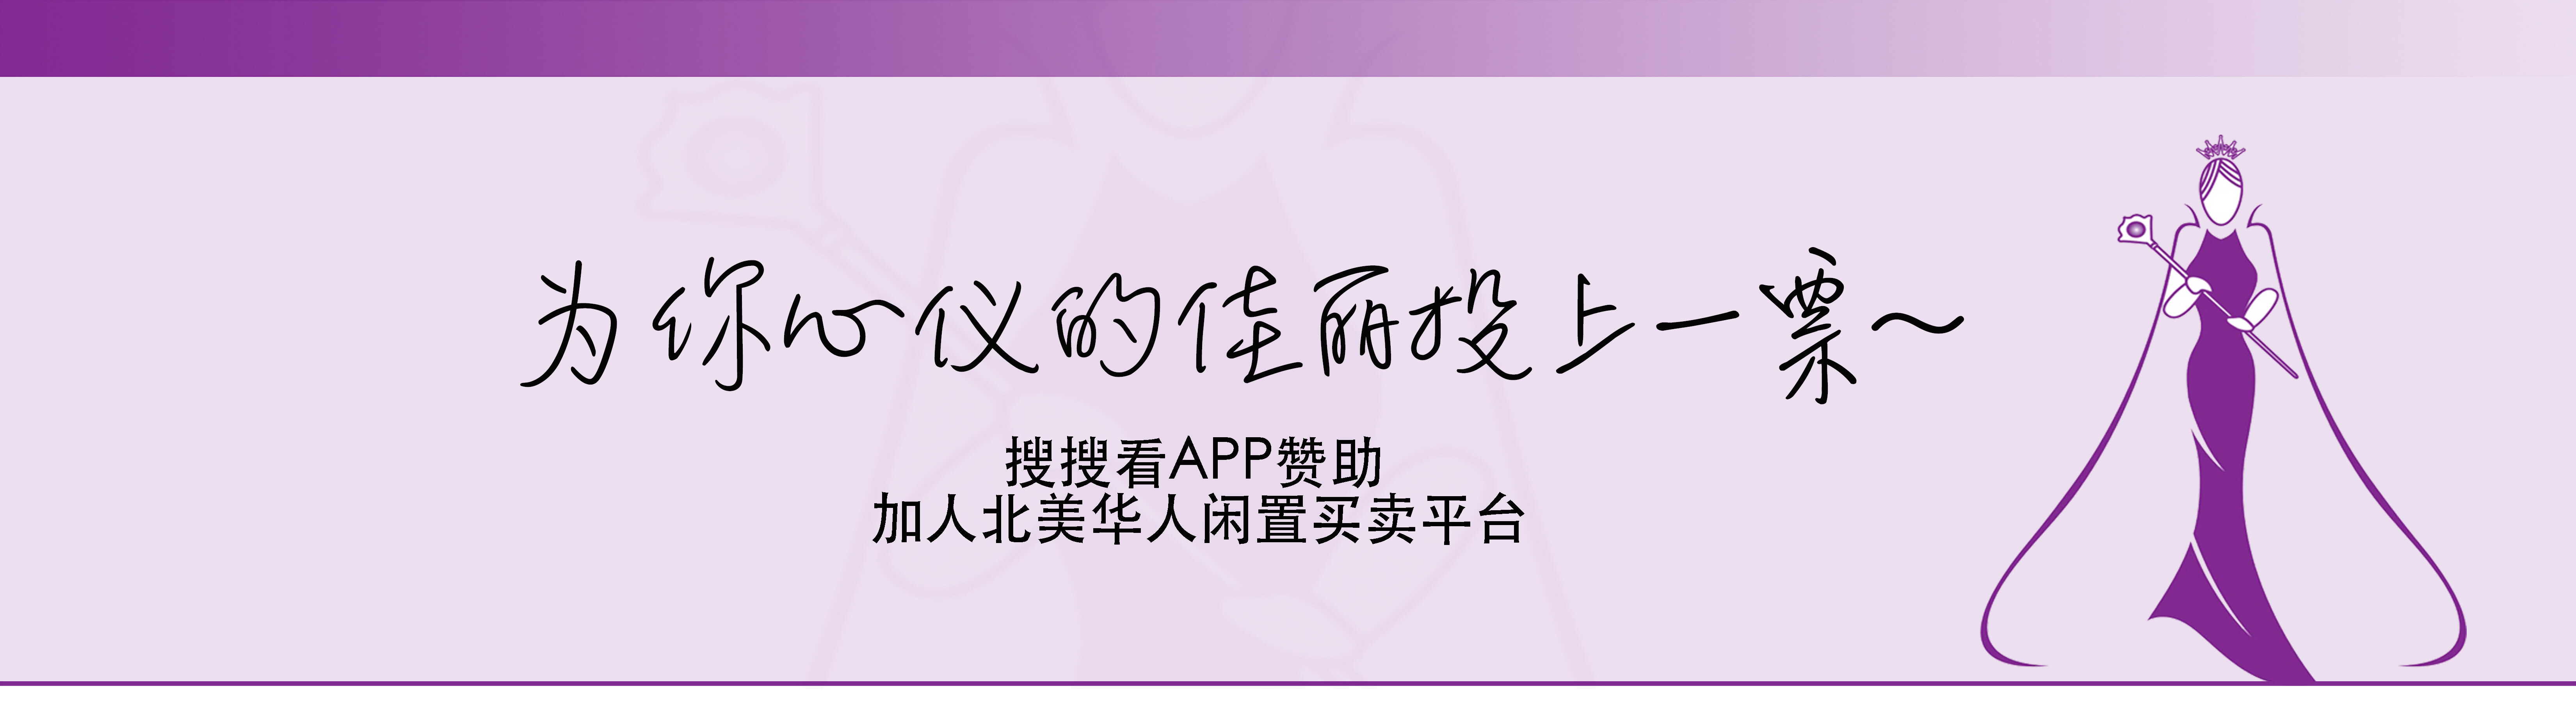 为你心仪的佳丽投上一票～
搜搜看APP赞助
加人北美华人闲置买卖平台